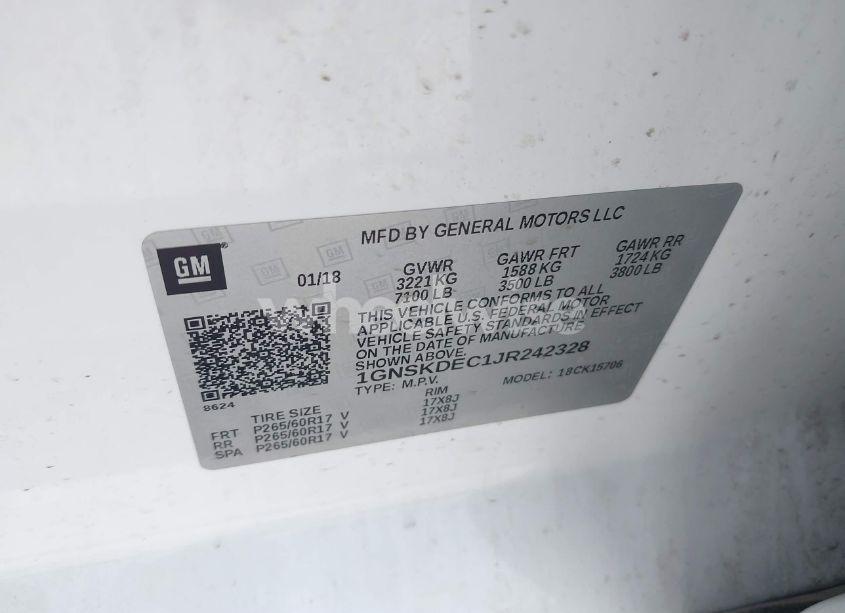 MFD BY GENERAL MOTORS LLC
GM
01/18
GVWR GAWR FRT GAWR RR
3221 KG 1588 KG 1724 KG
7100 LB 3500 LB 3800 LB
THIS VEHICLE CONFORMS TO ALL
APPLICABLE U.S. FEDERAL MOTOR
VEHICLE SAFETY STANDARDS IN EFFECT
ON THE DATE OF MANUFACTURE
SHOWN ABOVE.
1GNSKDEC1JR242328
TYPE: M.P.V. MODEL: 18CK15706
8624
TIRE SIZE RIM
FRT P265/60R17 V 17X8J
RR P265/60R17 V 17X8J
SPA P265/60R17 V 17X8J